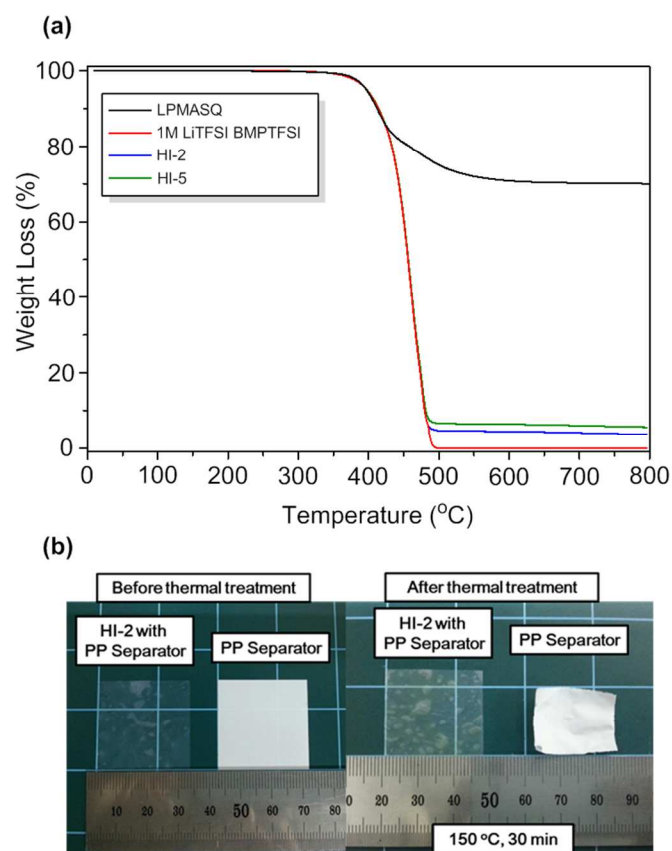 (a)
100
80
60
40
20
0
Weight Loss (%)
LPMASQ
1M LiTFSI BMPTFSI
HI-2
HI-5
0 100 200 300 400 500 600 700 800
Temperature (°C)
(b)
Before thermal treatment
After thermal treatment
HI-2 with
PP Separator
PP Separator
HI-2 with
PP Separator
PP Separator
10 20 30 40 50 60 70 80
0 10 20 30 40 50 60 70 80 90
150 °C, 30 min